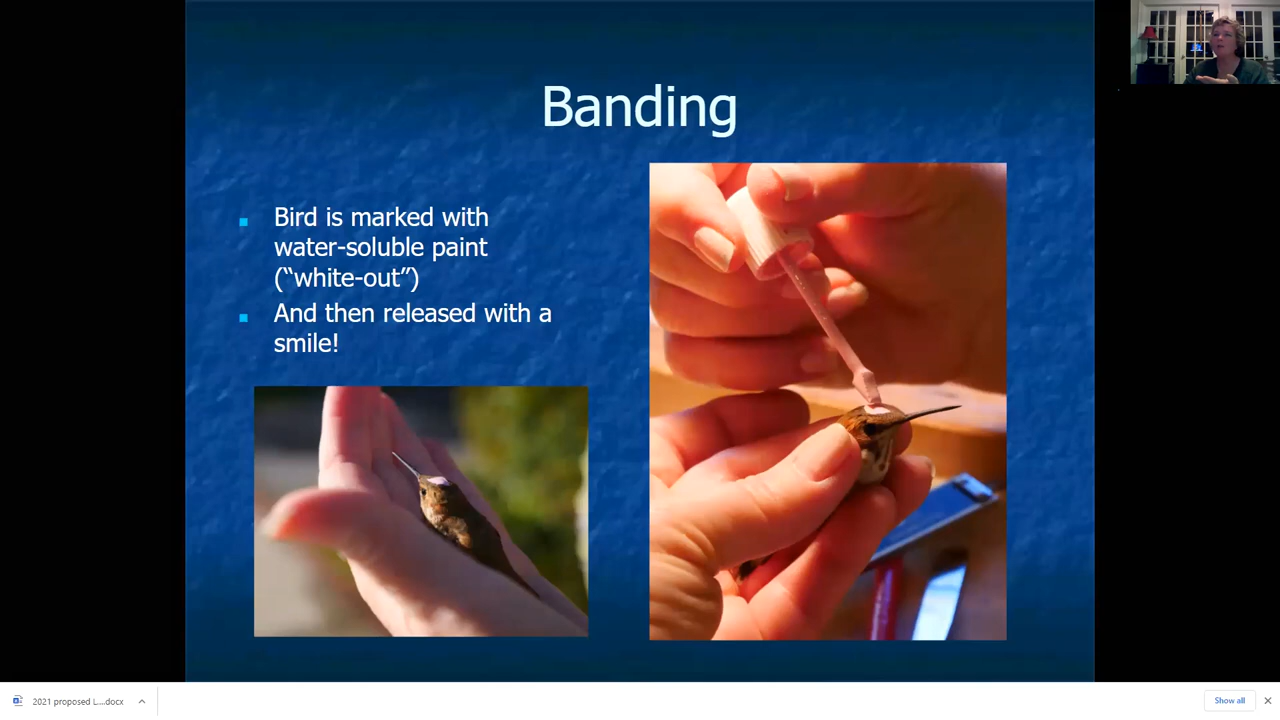 Banding
Bird is marked with
water-soluble paint
(“white-out”)
And then released with a
smile!
2021 proposed L....docx
Show all